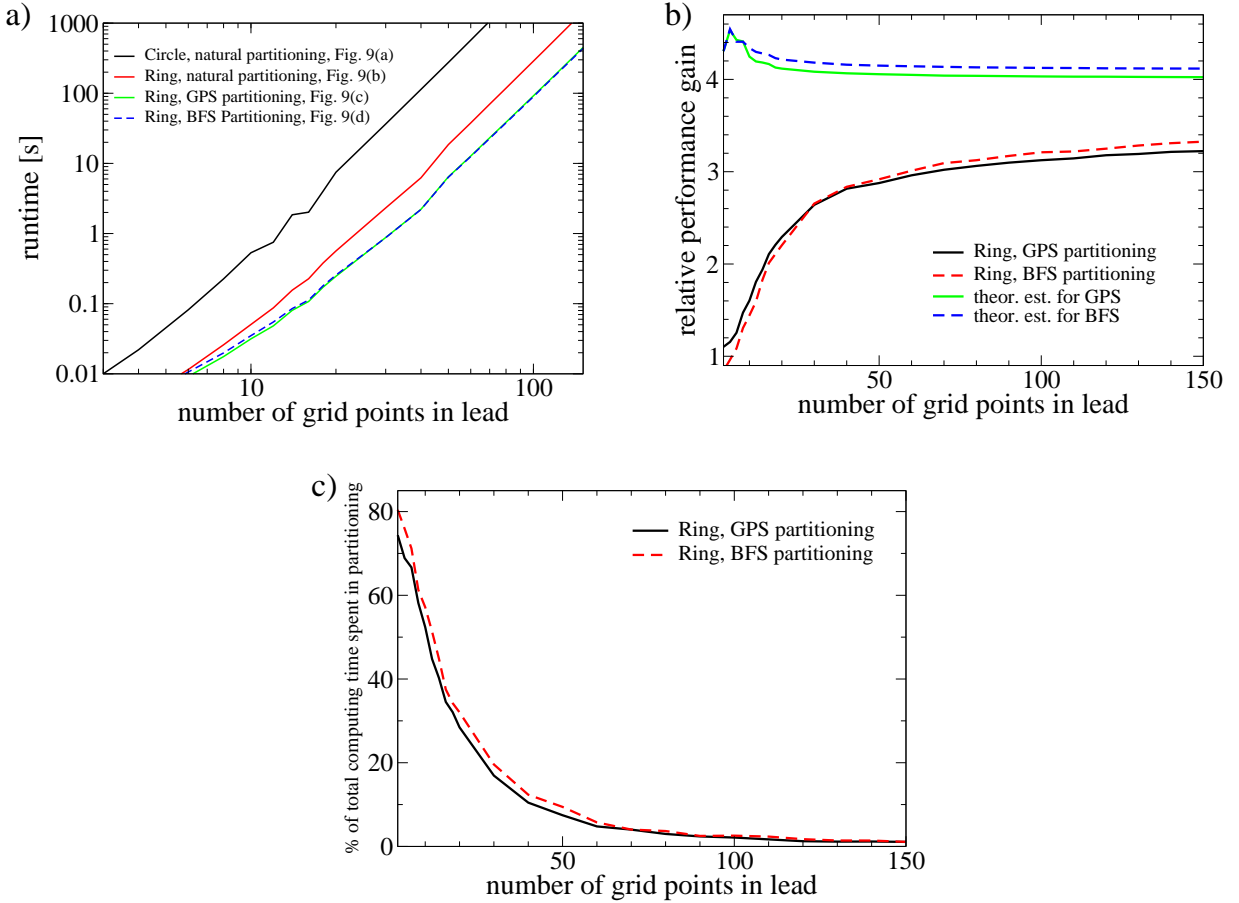 a)
runtime [s]
1000
100
10
1
0.1
0.01
Circle, natural partitioning, Fig. 9(a)
Ring, natural partitioning, Fig. 9(b)
Ring, GPS partitioning, Fig. 9(c)
Ring, BFS Partitioning, Fig. 9(d)
10 100
number of grid points in lead
b)
relative performance gain
4
3
2
1
Ring, GPS partitioning
Ring, BFS partitioning
theor. est. for GPS
theor. est. for BFS
50 100 150
number of grid points in lead
c)
% of total computing time spent in partitioning
80
60
40
20
0
Ring, GPS partitioning
Ring, BFS partitioning
50 100 150
number of grid points in lead